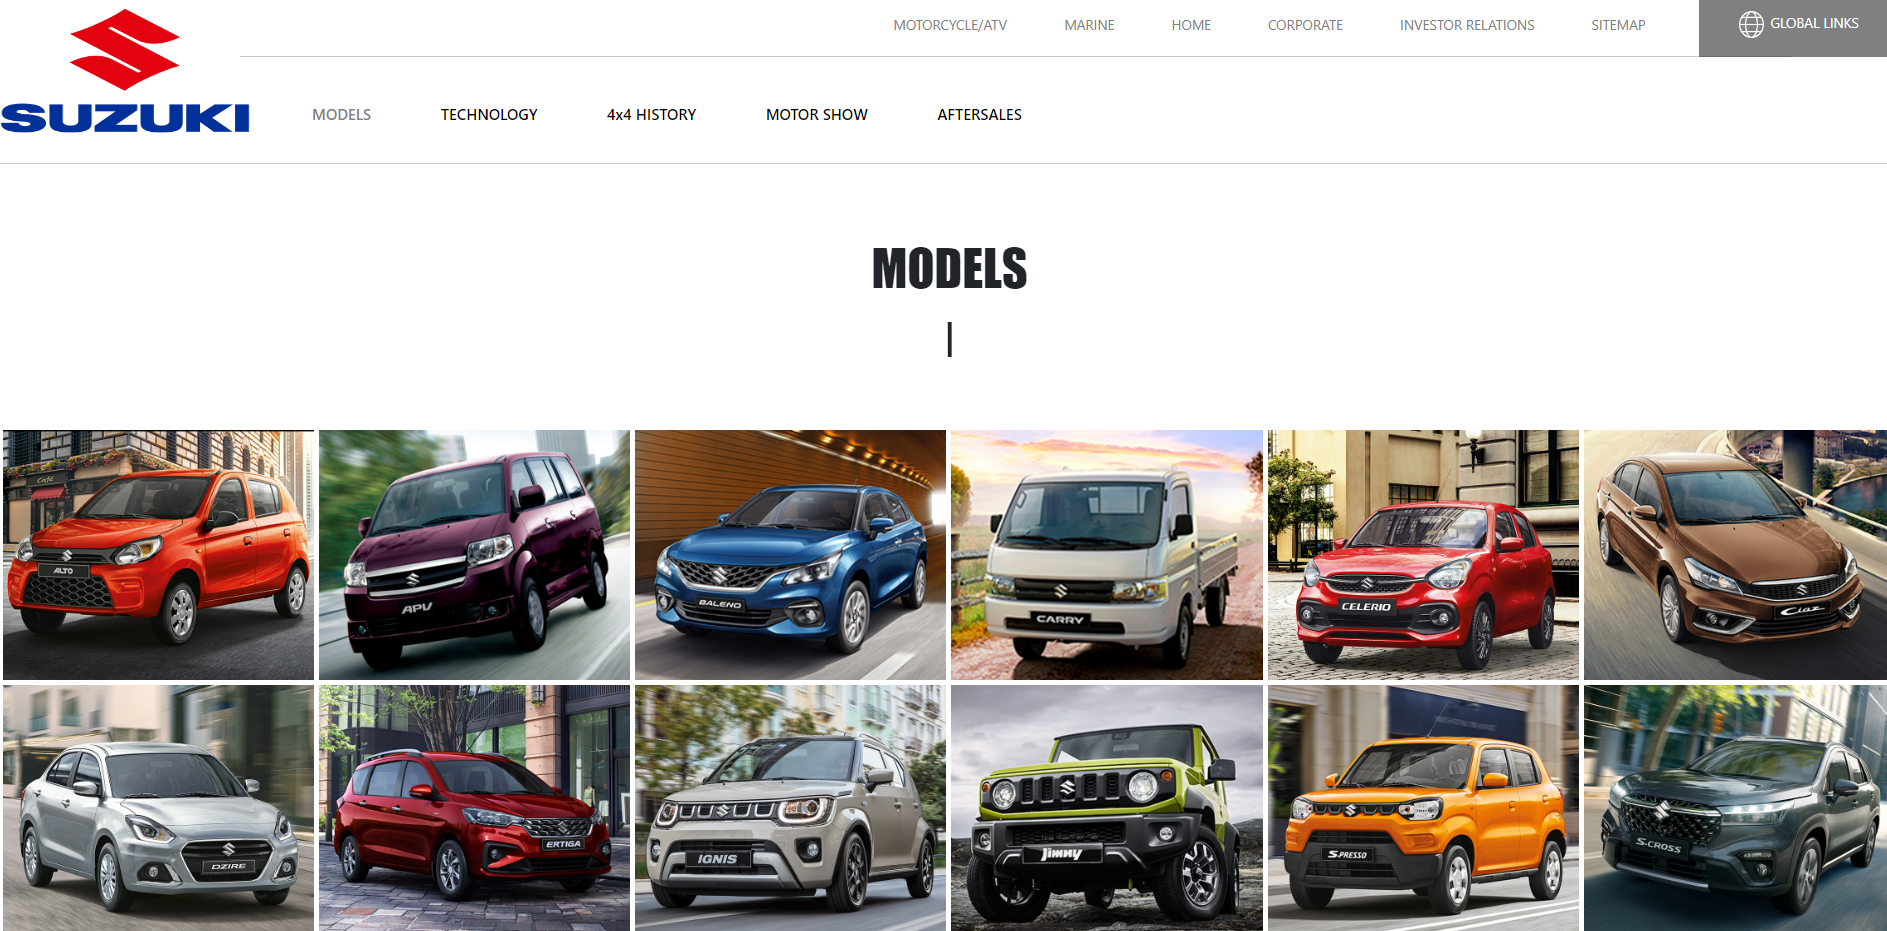 MOTORCYCLE/ATV MARINE HOME CORPORATE INVESTOR RELATIONS SITEMAP GLOBAL LINKS
SUZUKI
MODELS TECHNOLOGY 4x4 HISTORY MOTOR SHOW AFTERSALES
MODELS
Café
ALTO
APV
BALENO
CARRY
CELERIO
Ciaz
DZIRE
ERTIGA
IGNIS
Jimny
S-PRESSO
S-CROSS